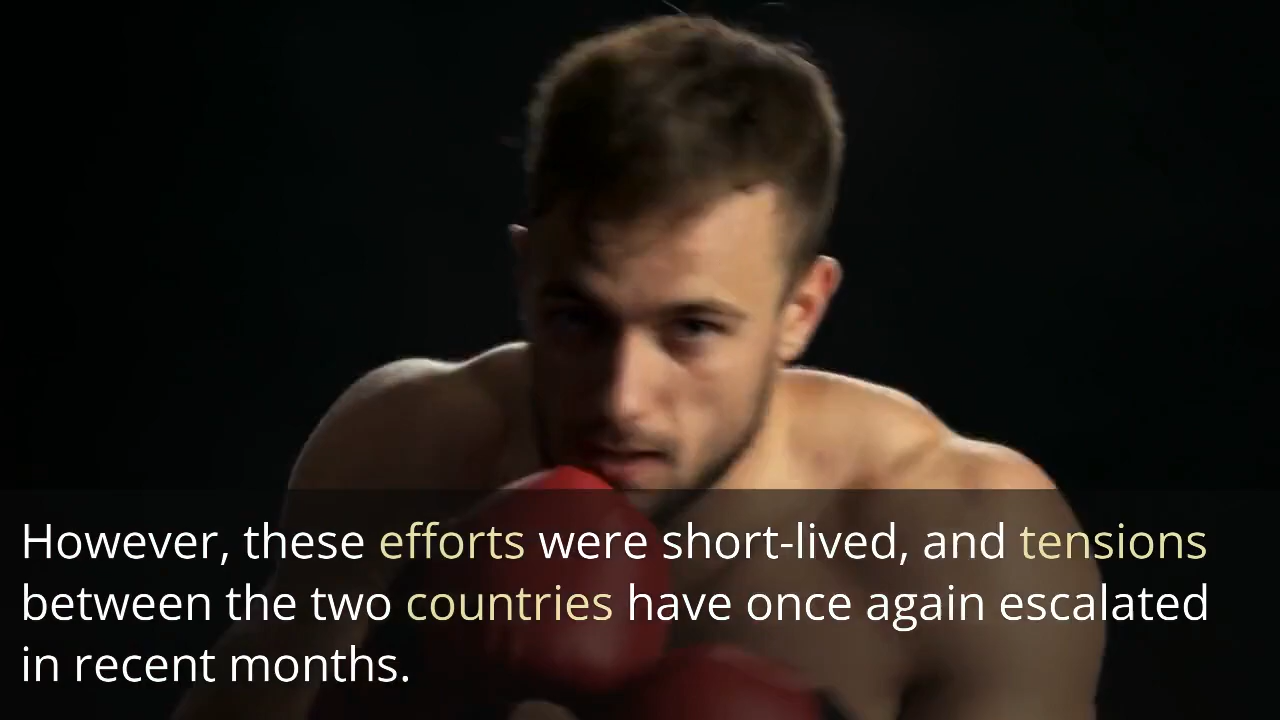 However, these efforts were short-lived, and tensions
between the two countries have once again escalated
in recent months.